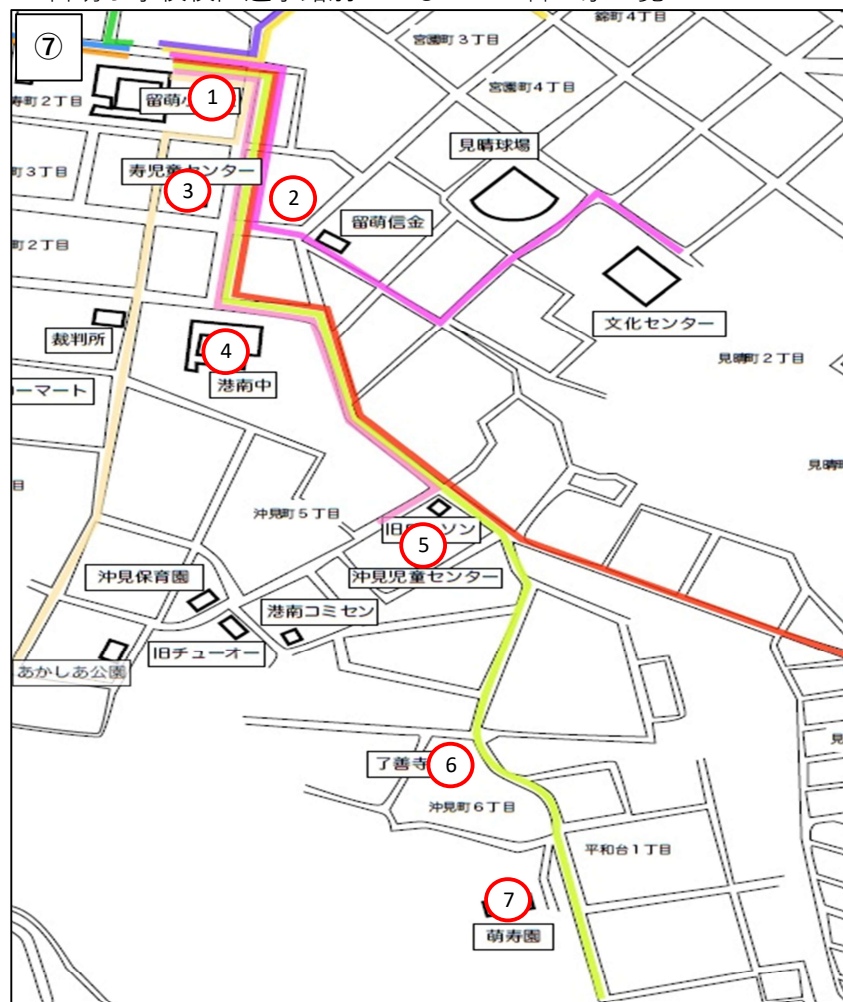 ⑦
宮園町3丁目
錦町4丁目
宮園町4丁目
寿町2丁目
留萌小
1
見晴球場
町3丁目
寿児童センター
3
2
留萌信金
町2丁目
文化センター
裁判所
4
港南中
見晴町2丁目
ーマート
目
見晴町
沖見町5丁目
旧ローソン
5
沖見保育園
沖見児童センター
港南コミセン
旧チューオー
あかしあ公園
見
了善寺
6
沖見町6丁目
平和台1丁目
7
萌寿園